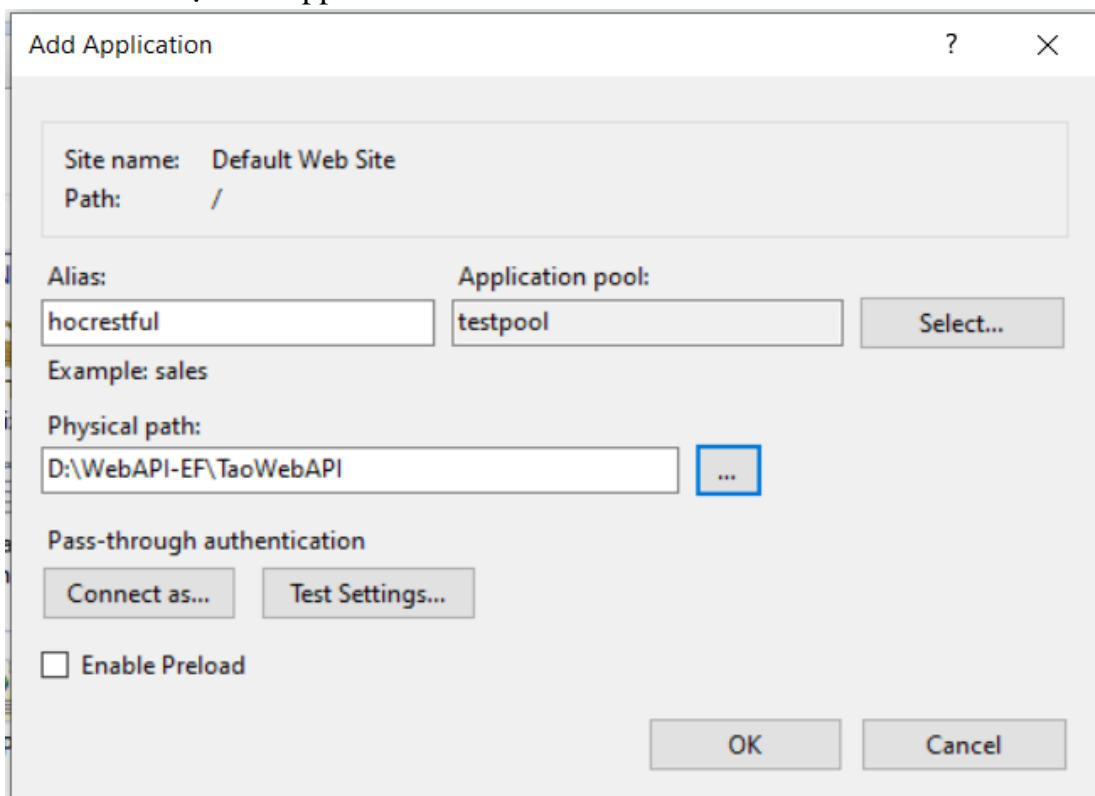 Add Application
?
Site name: Default Web Site
Path: /
Alias: Application pool:
hocrestful testpool Select...
Example: sales
Physical path:
D:\WebAPI-EF\TaoWebAPI ...
Pass-through authentication
Connect as... Test Settings...
Enable Preload
OK Cancel